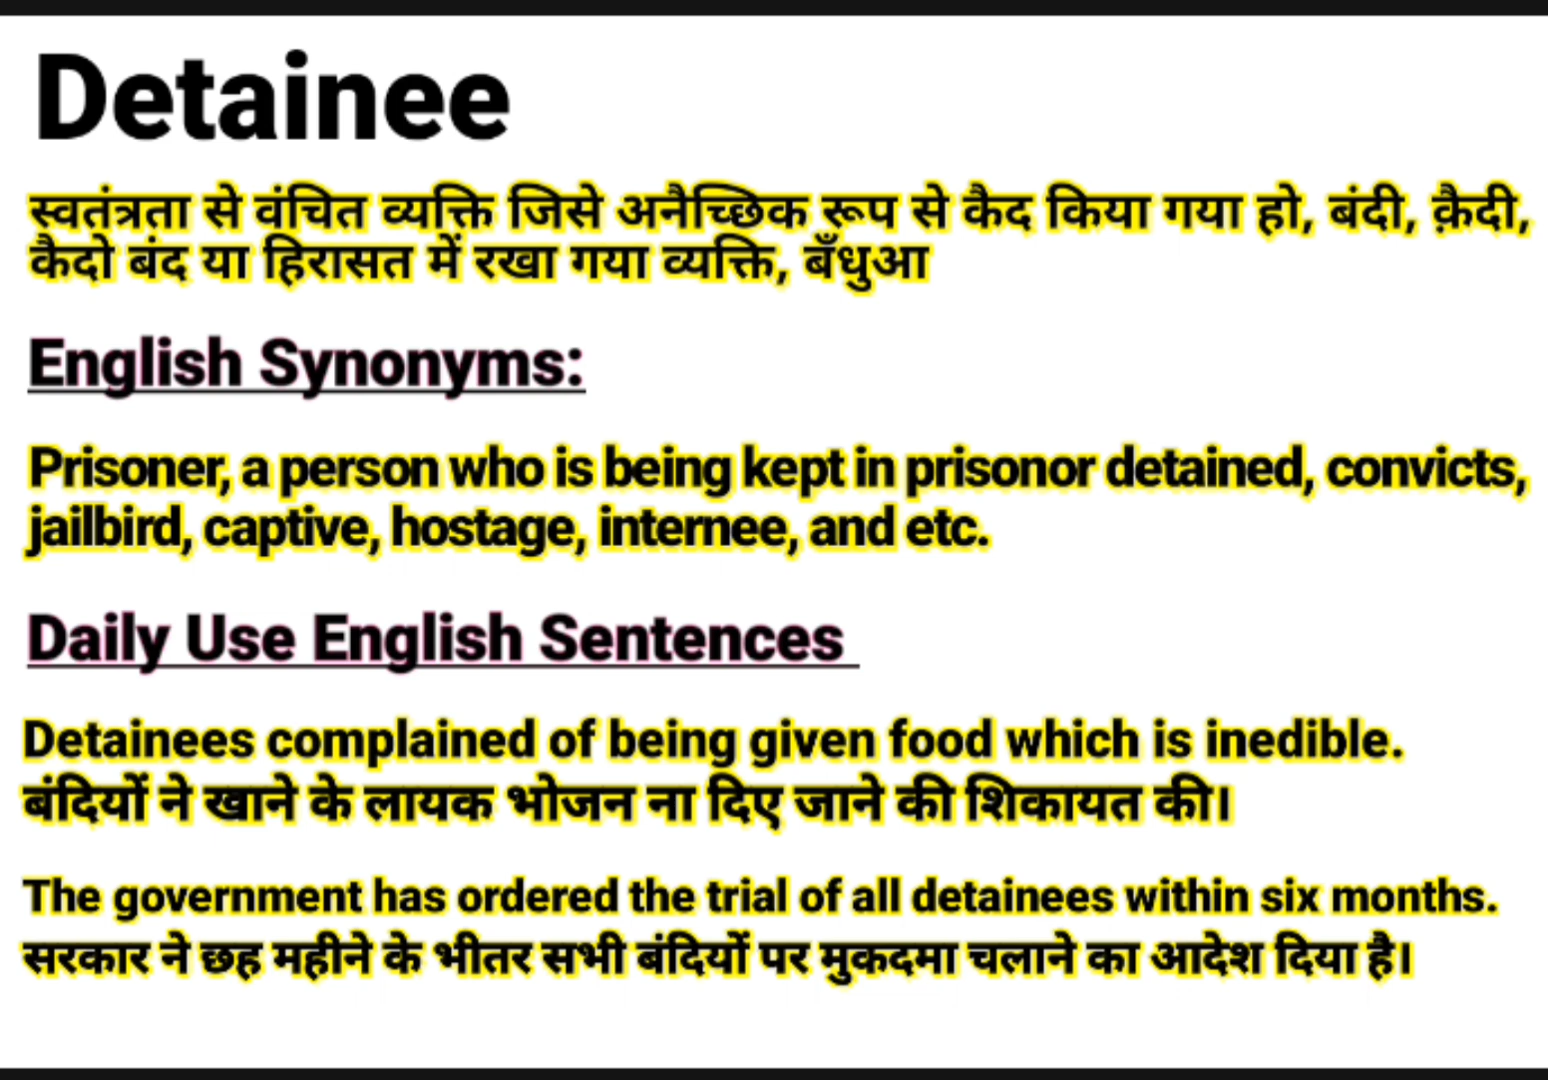 Detainee
स्वतंत्रता से वंचित व्यक्ति जिसे अनैच्छिक रूप से कैद किया गया हो, बंदी, क़ैदी,
कैदो बंद या हिरासत में रखा गया व्यक्ति, बँधुआ
English Synonyms:
Prisoner, a person who is being kept in prisonor detained, convicts,
jailbird, captive, hostage, internee, and etc.
Daily Use English Sentences
Detainees complained of being given food which is inedible.
बंदियों ने खाने के लायक भोजन ना दिए जाने की शिकायत की।
The government has ordered the trial of all detainees within six months.
सरकार ने छह महीने के भीतर सभी बंदियों पर मुकदमा चलाने का आदेश दिया है।